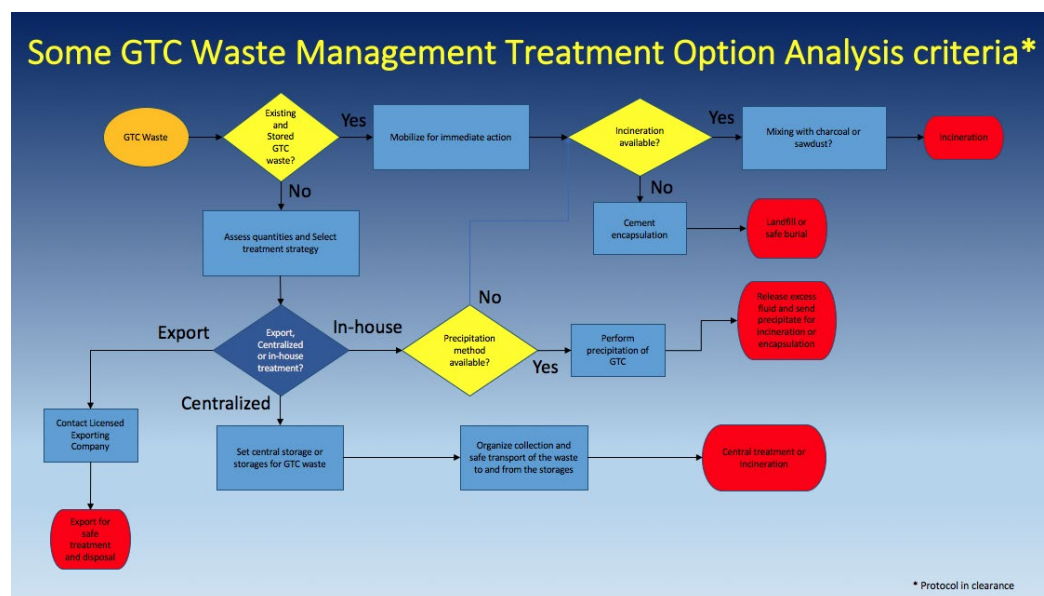 Some GTC Waste Management Treatment Option Analysis criteria*
GTC Waste
Existing
and
Stored GTC
waste?
Yes
Mobilize for immediate action
Incineration
available?
Yes
Mixing with charcoal or
sawdust?
Incineration
No
No
Cement
encapsulation
Landfill or
safe burial
Assess quantities and Select
treatment strategy
Export
Export,
Centralized
or in-house
treatment?
In-house
No
Precipitation
method
available?
Yes
Perform
precipitation of
GTC
Release excess
fluid and send
precipitate for
incineration or
encapsulation
Centralized
Contact Licensed
Exporting
Company
Set central storage or
storages for GTC waste
Organize collection and
safe transport of the waste
to and from the storages
Central treatment or
Incineration
Export for
safe
treatment
and disposal
* Protocol in clearance